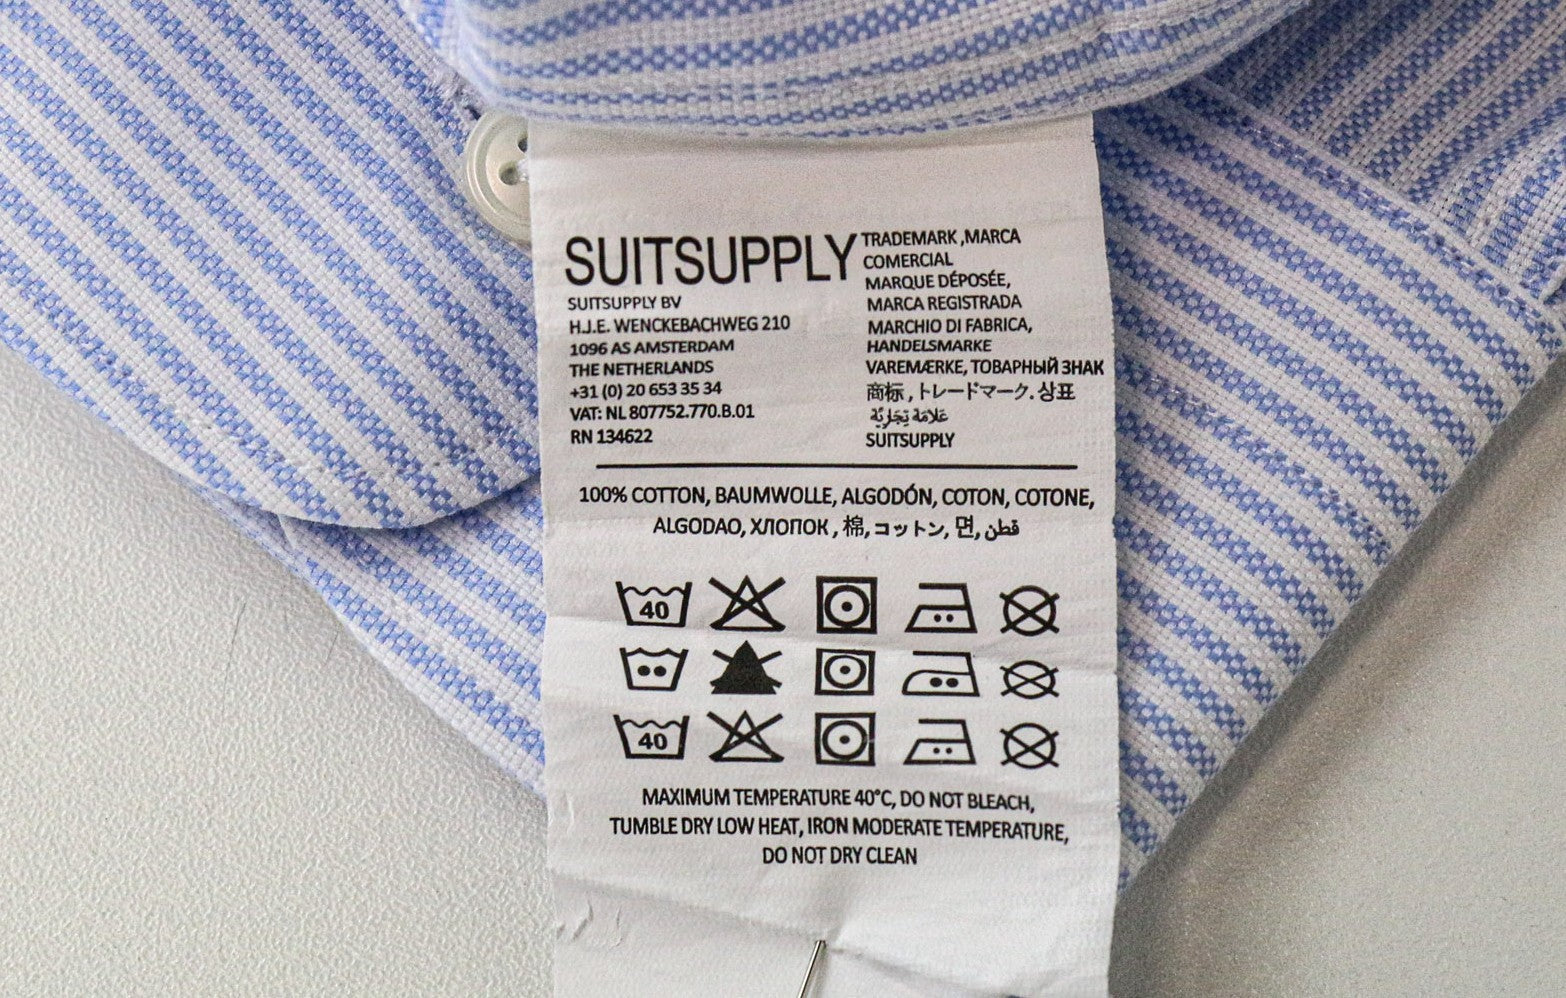 SUITSUPPLY
SUITSUPPLY BV
H.J.E. WENCKEBACHWEG 210
1096 AS AMSTERDAM
THE NETHERLANDS
+31 (0) 20 653 35 34
VAT: NL 807752.770.B.01
RN 134622
TRADEMARK ,MARCA
COMERCIAL
MARQUE DÉPOSÉE,
MARCA REGISTRADA
MARCHIO DI FABRICA,
HANDELSMARKE
VAREMÆRKE, ТОВАРНЫЙ ЗНАК
商标 , トレードマーク. 상표
عَلَامَة تِجَارِيَّة
SUITSUPPLY
100% COTTON, BAUMWOLLE, ALGODÓN, COTON, COTONE,
ALGODAO, ХЛОПОК , 棉, コットン, 면, قطن
40
40
MAXIMUM TEMPERATURE 40°C, DO NOT BLEACH,
TUMBLE DRY LOW HEAT, IRON MODERATE TEMPERATURE,
DO NOT DRY CLEAN